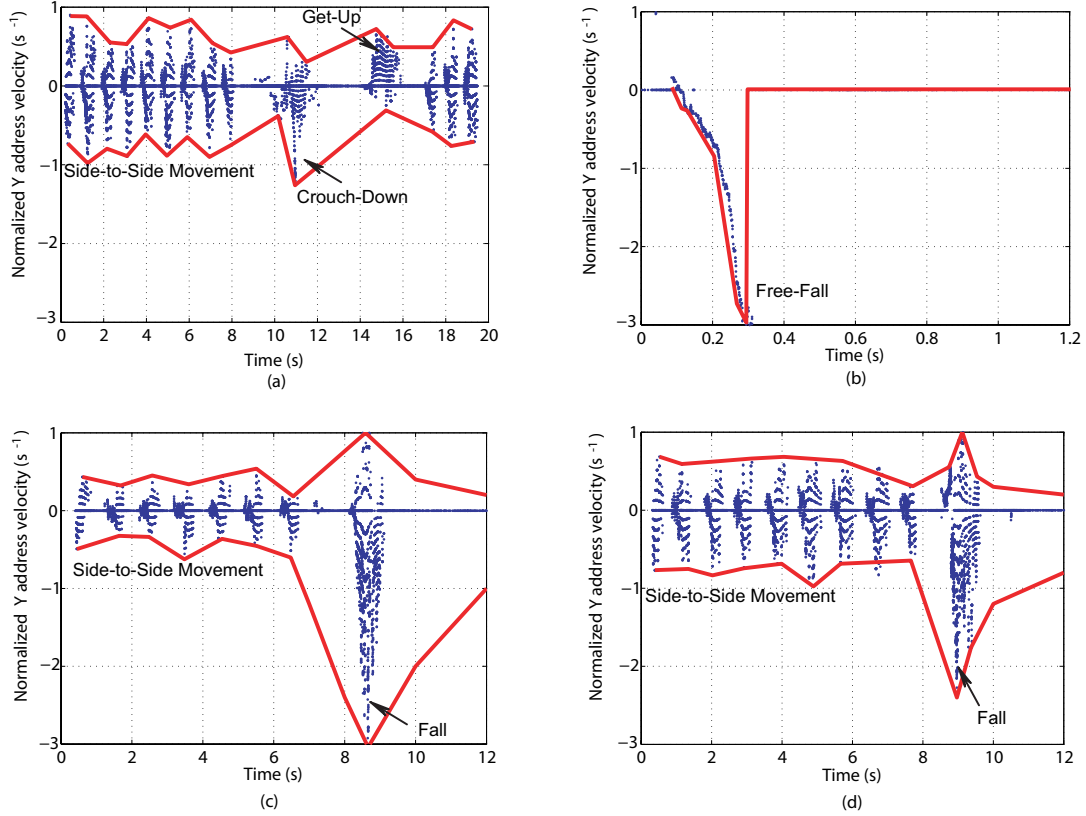 Normalized Y address velocity (s⁻¹)
1
0
−1
−2
−3
0 2 4 6 8 10 12 14 16 18 20
Get-Up
Side-to-Side Movement
Crouch-Down
Time (s)
(a)
Normalized Y address velocity (s⁻¹)
1
0
−1
−2
−3
0 0.2 0.4 0.6 0.8 1 1.2
Free-Fall
Time (s)
(b)
Normalized Y address velocity (s⁻¹)
1
0
−1
−2
−3
0 2 4 6 8 10 12
Side-to-Side Movement
Fall
Time (s)
(c)
Normalized Y address velocity (s⁻¹)
1
0
−1
−2
−3
0 2 4 6 8 10 12
Side-to-Side Movement
Fall
Time (s)
(d)